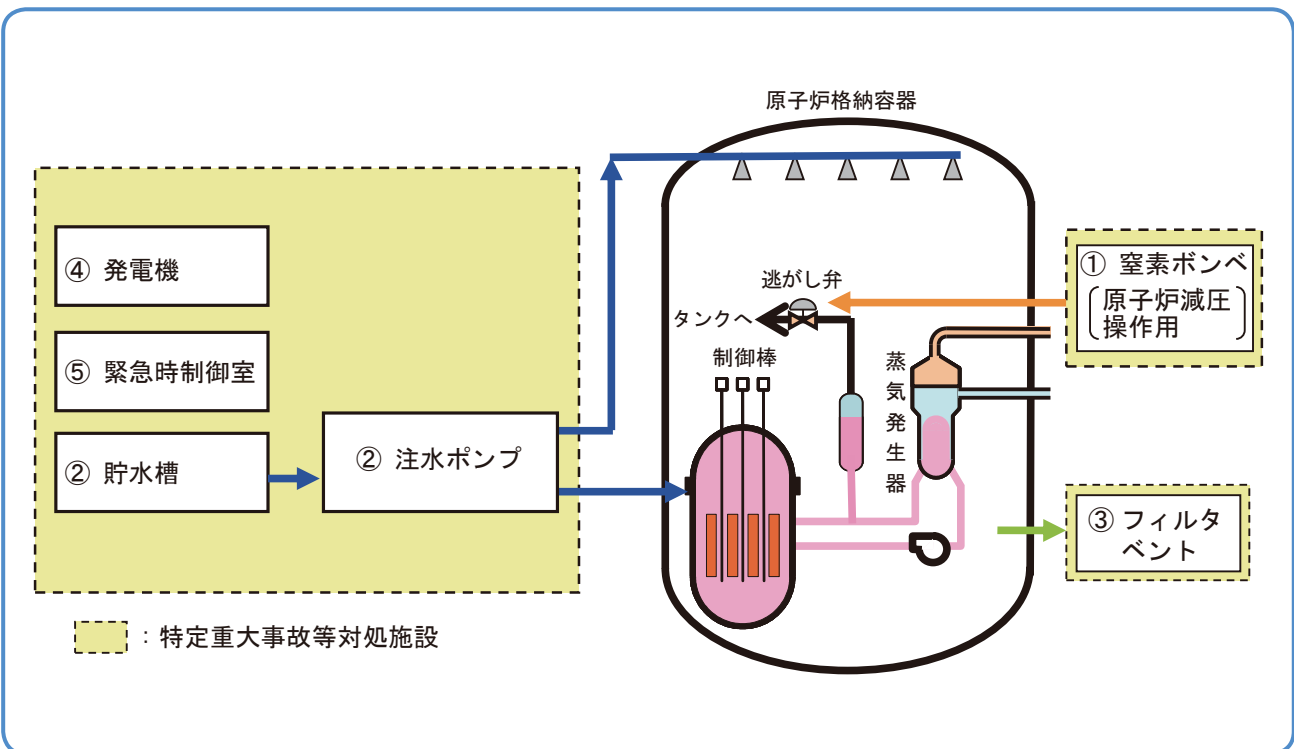 原子炉格納容器
④ 発電機
⑤ 緊急時制御室
② 貯水槽
② 注水ポンプ
逃がし弁
タンクへ
制御棒
蒸気発生器
① 窒素ボンベ
原子炉減圧
操作用
③ フィルタ
ベント
：特定重大事故等対処施設